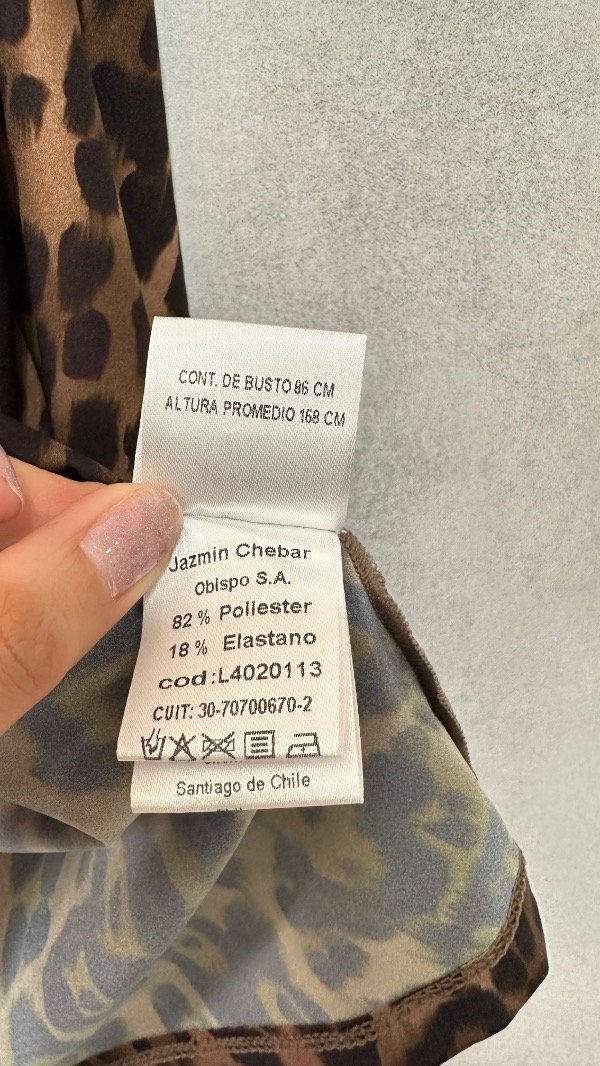 CONT. DE BUSTO 86 CM
ALTURA PROMEDIO 168 CM
Jazmin Chebar
Obispo S.A.
82 % Poliester
18 % Elastano
cod:L4020113
CUIT: 30-70700670-2
Santiago de Chile